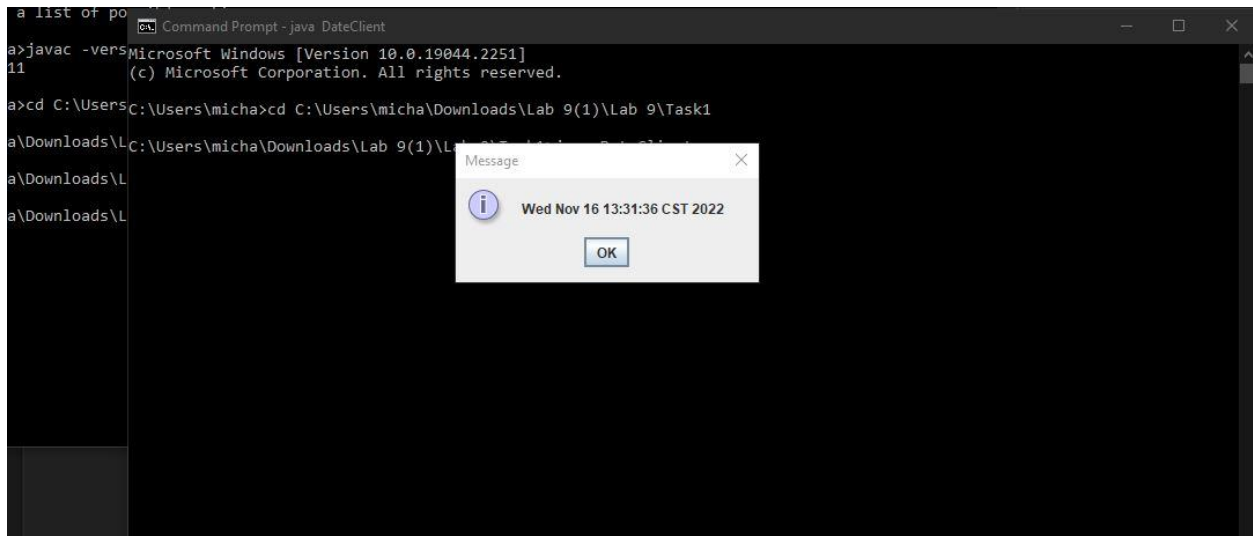 a list of po
a>javac -vers
11
a>cd C:\Users
a\Downloads\L
a\Downloads\L
a\Downloads\L
Command Prompt - java DateClient
Microsoft Windows [Version 10.0.19044.2251]
(c) Microsoft Corporation. All rights reserved.
C:\Users\micha>cd C:\Users\micha\Downloads\Lab 9(1)\Lab 9\Task1
C:\Users\micha\Downloads\Lab 9(1)\L
Message
Wed Nov 16 13:31:36 CST 2022
OK